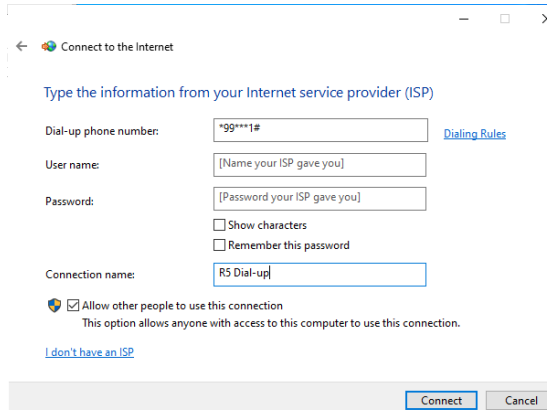 Connect to the Internet
Type the information from your Internet service provider (ISP)
Dial-up phone number: *99***1# Dialing Rules
User name: [Name your ISP gave you]
Password: [Password your ISP gave you]
Show characters
Remember this password
Connection name: R5 Dial-up
Allow other people to use this connection
This option allows anyone with access to this computer to use this connection.
I don't have an ISP
Connect Cancel